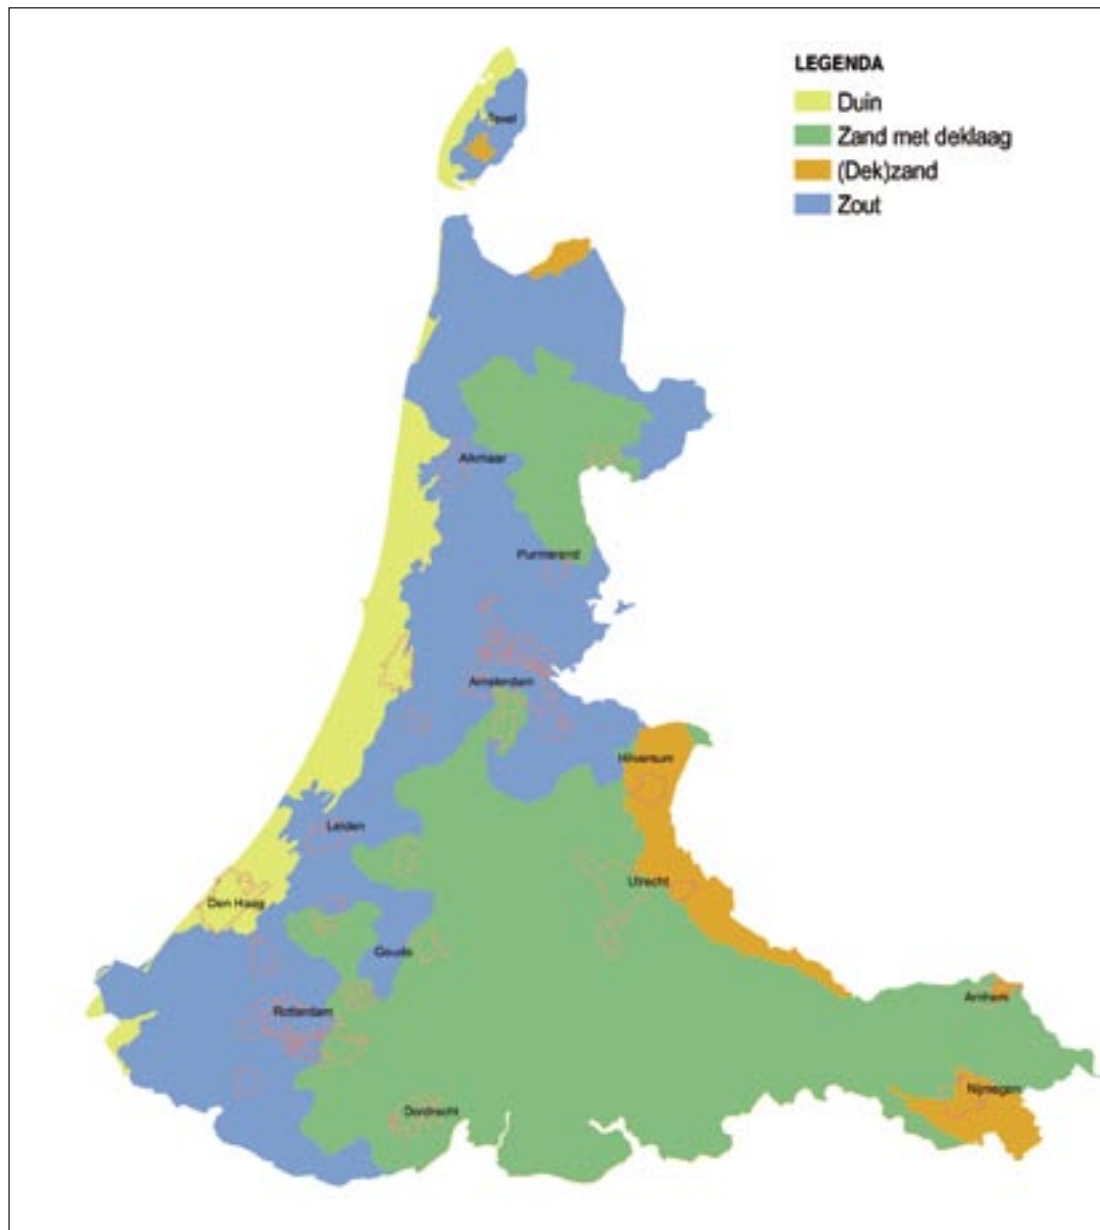 LEGENDA
Duin
Zand met deklaag
(Dek)zand
Zout
Texel
Alkmaar
Purmerend
Amsterdam
Hilversum
Leiden
Utrecht
Den Haag
Gouda
Arnhem
Rotterdam
Nijmegen
Dordrecht